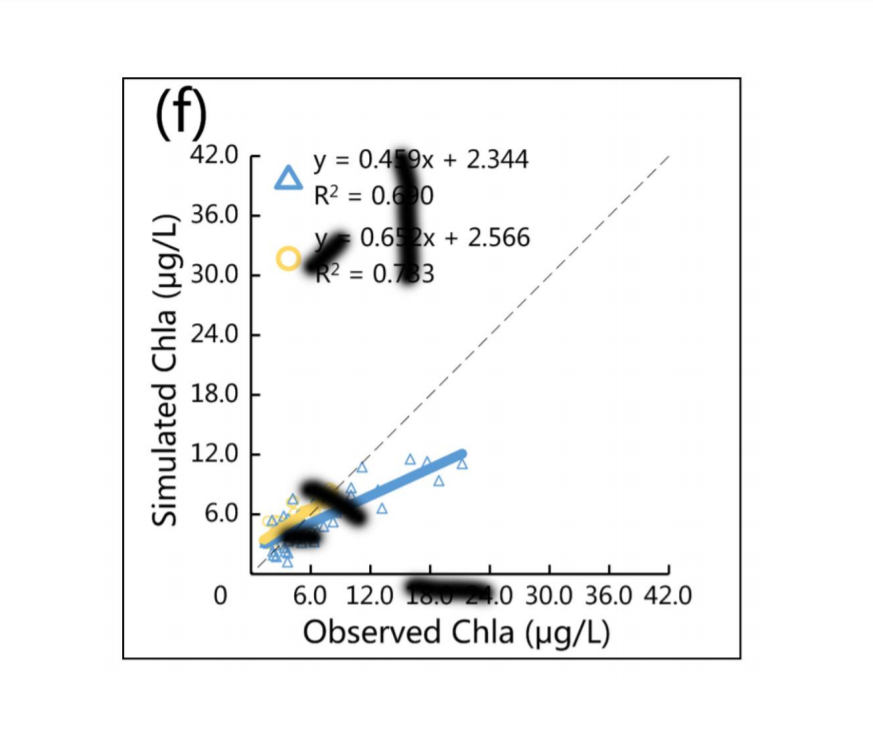 (f)
42.0
36.0
30.0
24.0
18.0
12.0
6.0
0
y = 0.459x + 2.344
R² = 0.690
y = 0.652x + 2.566
R² =
Simulated Chla (µg/L)
6.0 12.0 18.0 24.0 30.0 36.0 42.0
Observed Chla (µg/L)